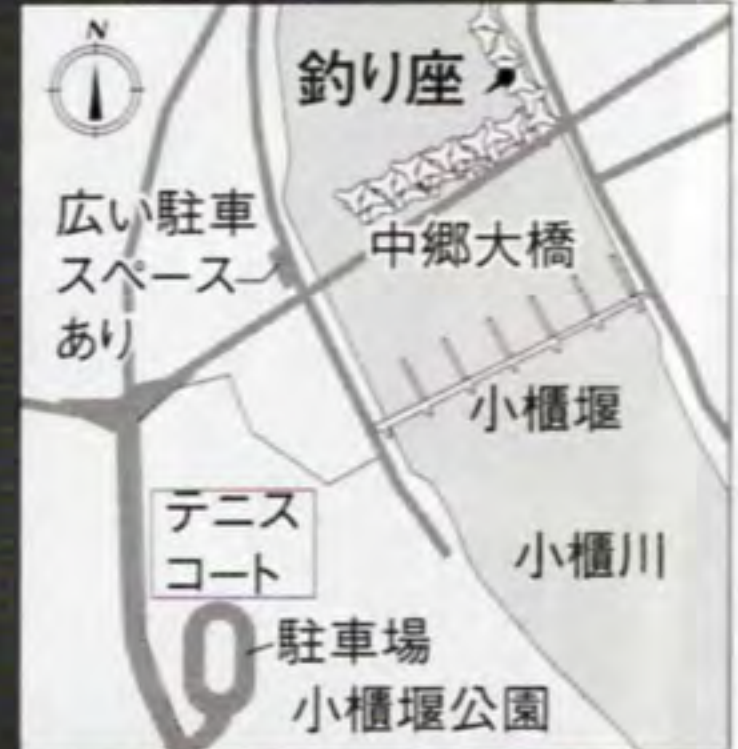 N
釣り座
広い駐車
スペース
あり
中郷大橋
小櫃堰
テニス
コート
小櫃川
駐車場
小櫃堰公園